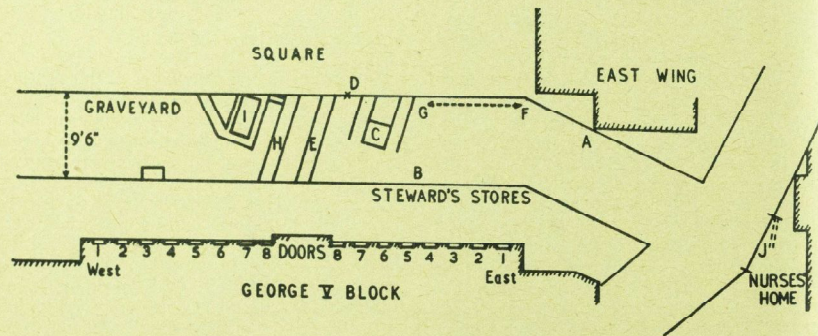 SQUARE
EAST WING
D
GRAVEYARD
I
C
G
F
9'6"
H
E
A
B
STEWARD'S STORES
J"
1 2 3 4 5 6 7 8 DOORS 8 7 6 5 4 3 2 1
West
East
NURSES
HOME
GEORGE V BLOCK